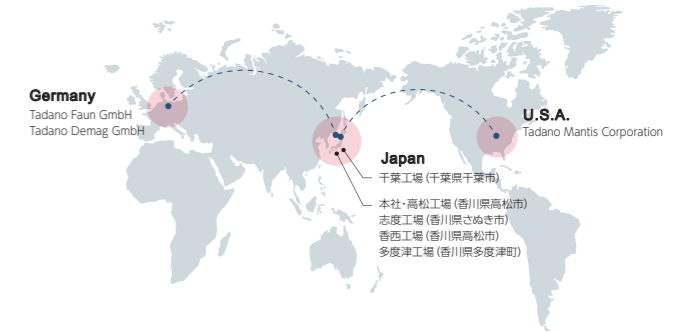 Germany
Tadano Faun GmbH
Tadano Demag GmbH
U.S.A.
Tadano Mantis Corporation
Japan
千葉工場（千葉県千葉市）
本社・高松工場（香川県高松市）
志度工場（香川県さぬき市）
香西工場（香川県高松市）
多度津工場（香川県多度津町）